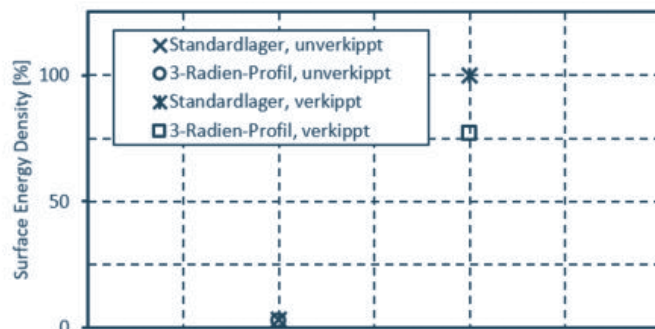 Surface Energy Density [%]
100
50
0
Standardlager, unverkippt
3-Radien-Profil, unverkippt
Standardlager, verkippt
3-Radien-Profil, verkippt